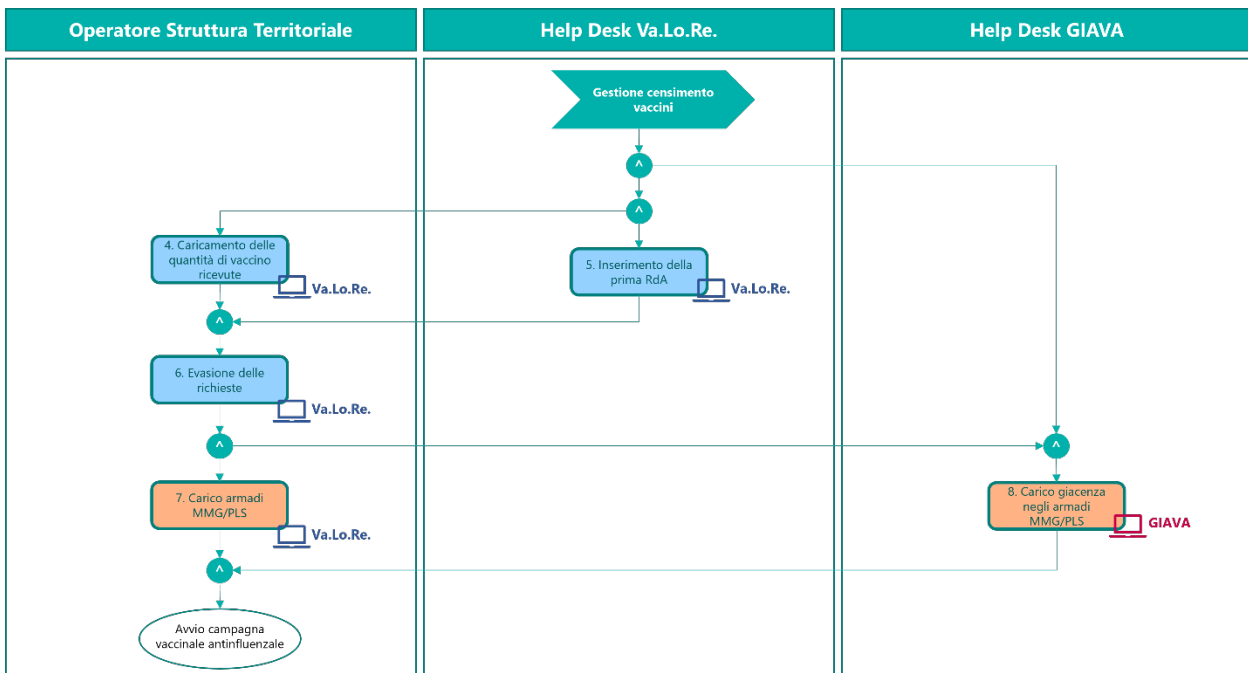 Operatore Struttura Territoriale
Help Desk Va.Lo.Re.
Help Desk GIAVA
Gestione censimento
vaccini
^
^
4. Caricamento delle
quantità di vaccino
ricevute
Va.Lo.Re.
5. Inserimento della
prima RdA
Va.Lo.Re.
^
6. Evasione delle
richieste
Va.Lo.Re.
^
^
7. Carico armadi
MMG/PLS
Va.Lo.Re.
8. Carico giacenza
negli armadi
MMG/PLS
GIAVA
^
Avvio campagna
vaccinale antinfluenzale